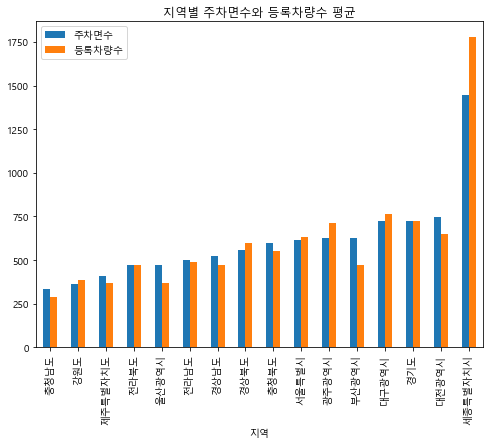 지역별 주차면수와 등록차량수 평균
주차면수
등록차량수
1750
1500
1250
1000
750
500
250
0
충청남도
강원도
제주특별자치도
전라북도
울산광역시
전라남도
경상남도
경상북도
충청북도
서울특별시
광주광역시
부산광역시
대구광역시
경기도
대전광역시
세종특별자치시
지역